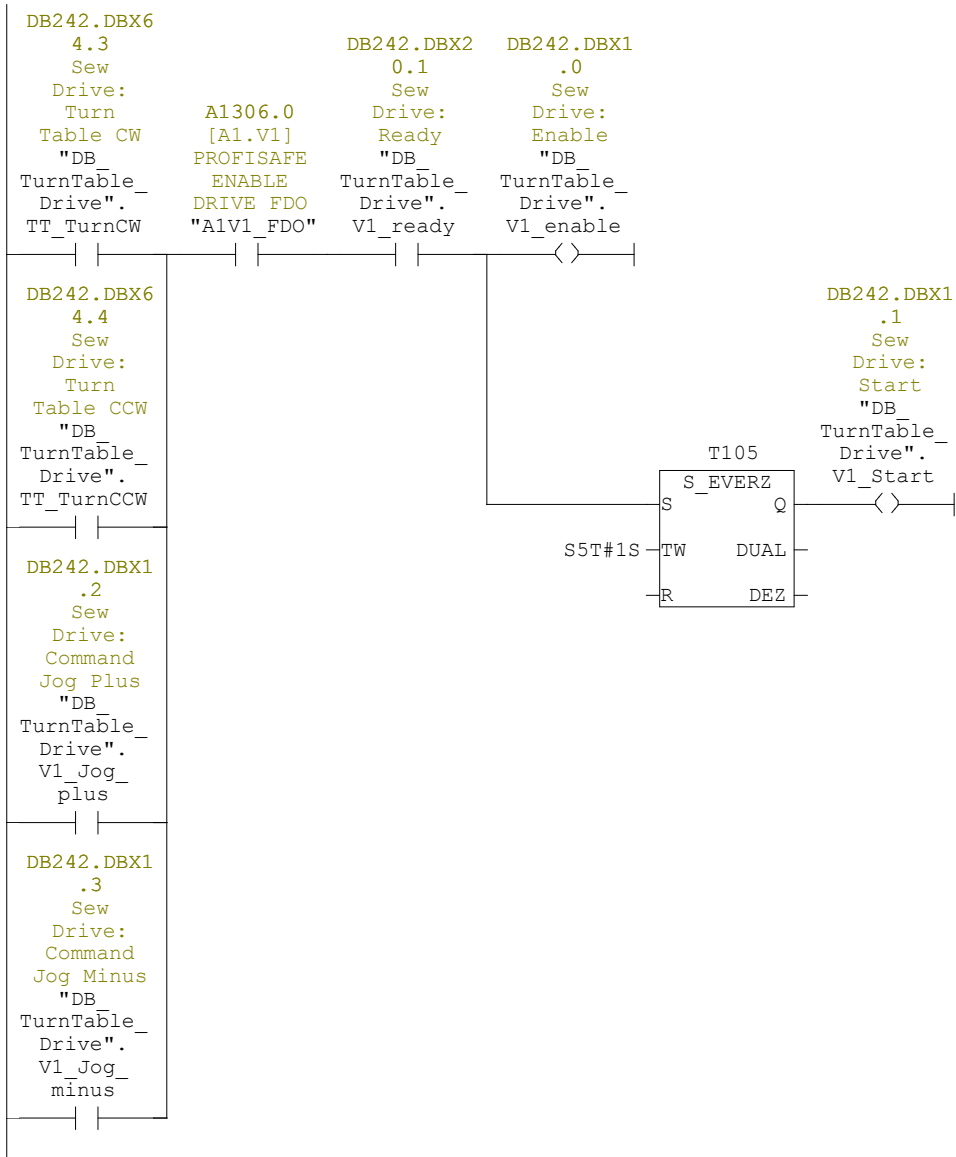 DB242.DBX6
4.3
Sew
Drive:
Turn
Table CW
"DB_
TurnTable_
Drive".
TT_TurnCW
A1306.0
[A1.V1]
PROFISAFE
ENABLE
DRIVE FDO
"A1V1_FDO"
DB242.DBX2
0.1
Sew
Drive:
Ready
"DB_
TurnTable_
Drive".
V1_ready
DB242.DBX1
.0
Sew
Drive:
Enable
"DB_
TurnTable_
Drive".
V1_enable
DB242.DBX6
4.4
Sew
Drive:
Turn
Table CCW
"DB_
TurnTable_
Drive".
TT_TurnCCW
DB242.DBX1
.1
Sew
Drive:
Start
"DB_
TurnTable_
Drive".
V1_Start
T105
S_EVERZ
S Q
S5T#1S TW DUAL
R DEZ
DB242.DBX1
.2
Sew
Drive:
Command
Jog Plus
"DB_
TurnTable_
Drive".
V1_Jog_
plus
DB242.DBX1
.3
Sew
Drive:
Command
Jog Minus
"DB_
TurnTable_
Drive".
V1_Jog_
minus